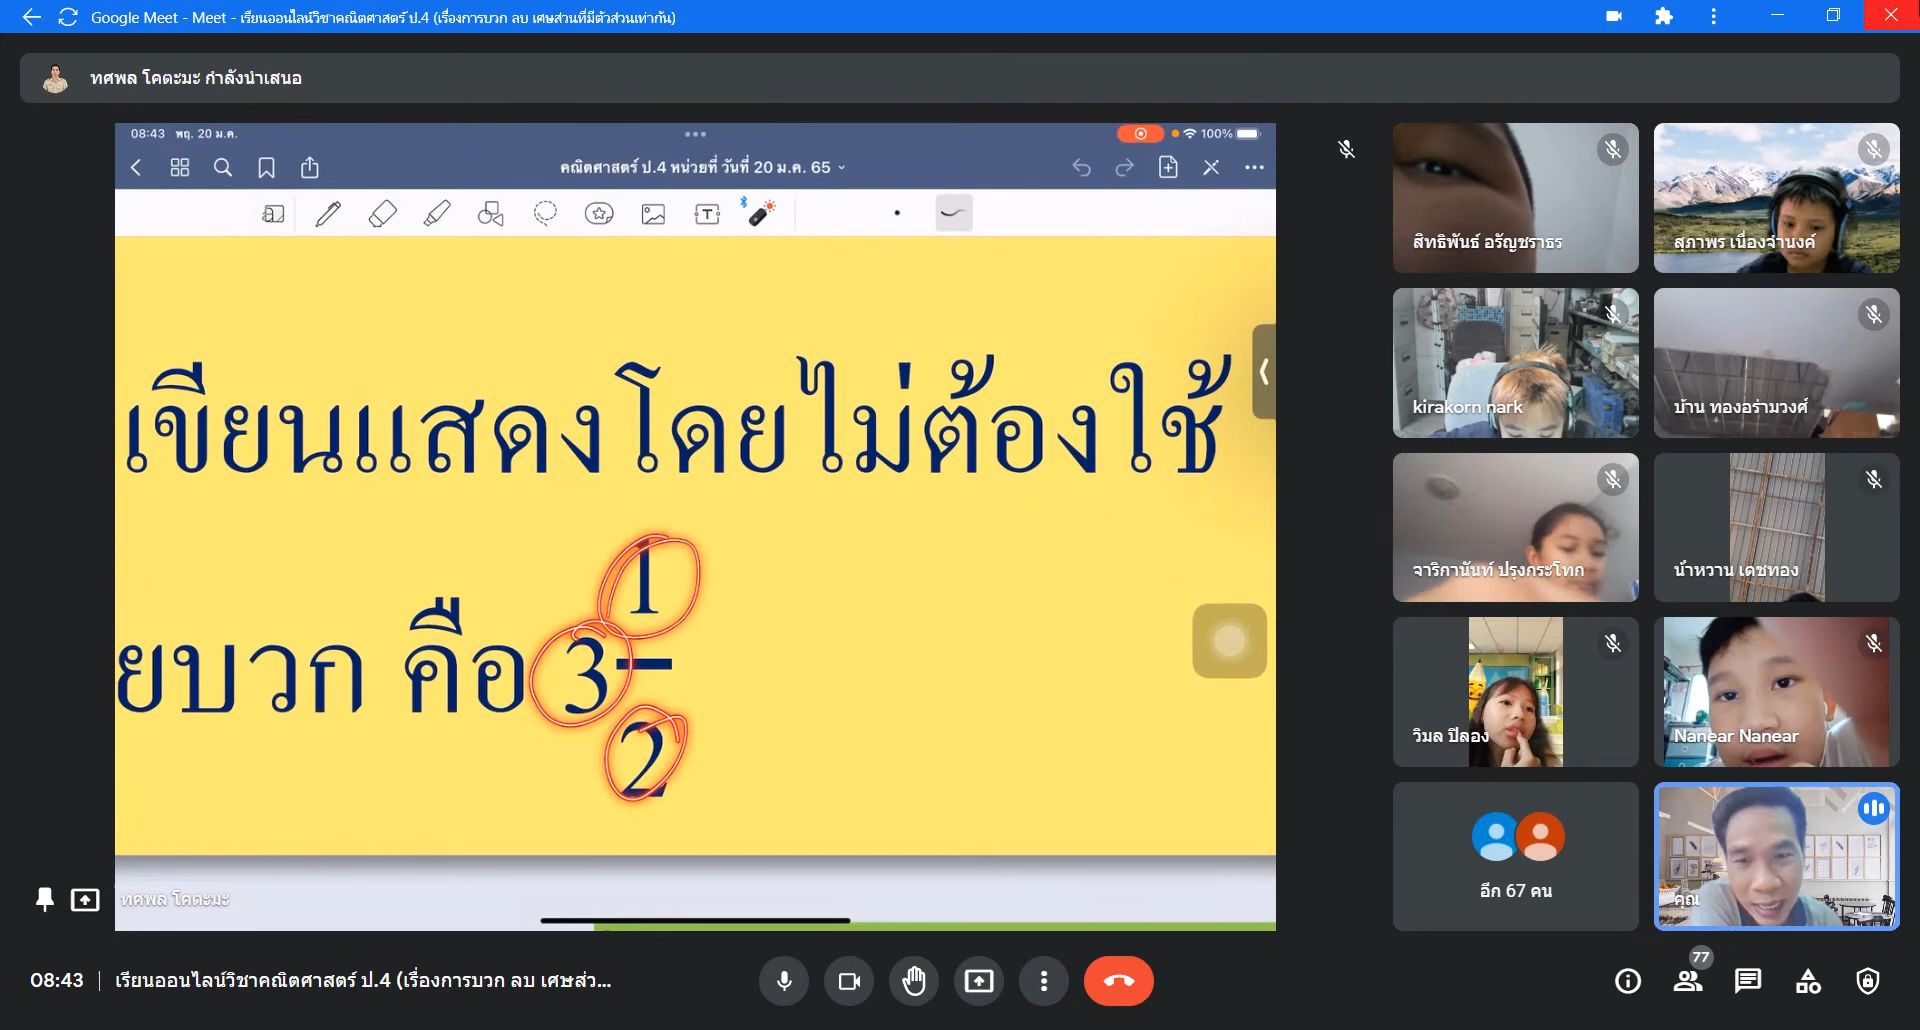 Google Meet - Meet - เรียนออนไลน์วิชาคณิตศาสตร์ ป.4 (เรื่องการบวก ลบ เศษส่วนที่มีตัวส่วนเท่ากัน)
ทศพล โคตะมะ กำลังนำเสนอ
08:43 พฤ. 20 ม.ค.
100%
คณิตศาสตร์ ป.4 หน่วยที่ วันที่ 20 ม.ค. 65
T
เขียนแสดงโดยไม่ต้องใช้
1
ยบวก คือ 3
2
ทศพล โคตะมะ
สิทธิพันธ์ อรัญชราธร
สุภาพร เนื่องจำนงค์
kirakorn nark
บ้าน ทองอร่ามวงศ์
จาริกานันท์ ปรุงกระโทก
น้ำหวาน เดชทอง
วิมล ปิลอง
Nanear Nanear
อีก 67 คน
คุณ
08:43 | เรียนออนไลน์วิชาคณิตศาสตร์ ป.4 (เรื่องการบวก ลบ เศษส่ว...
77